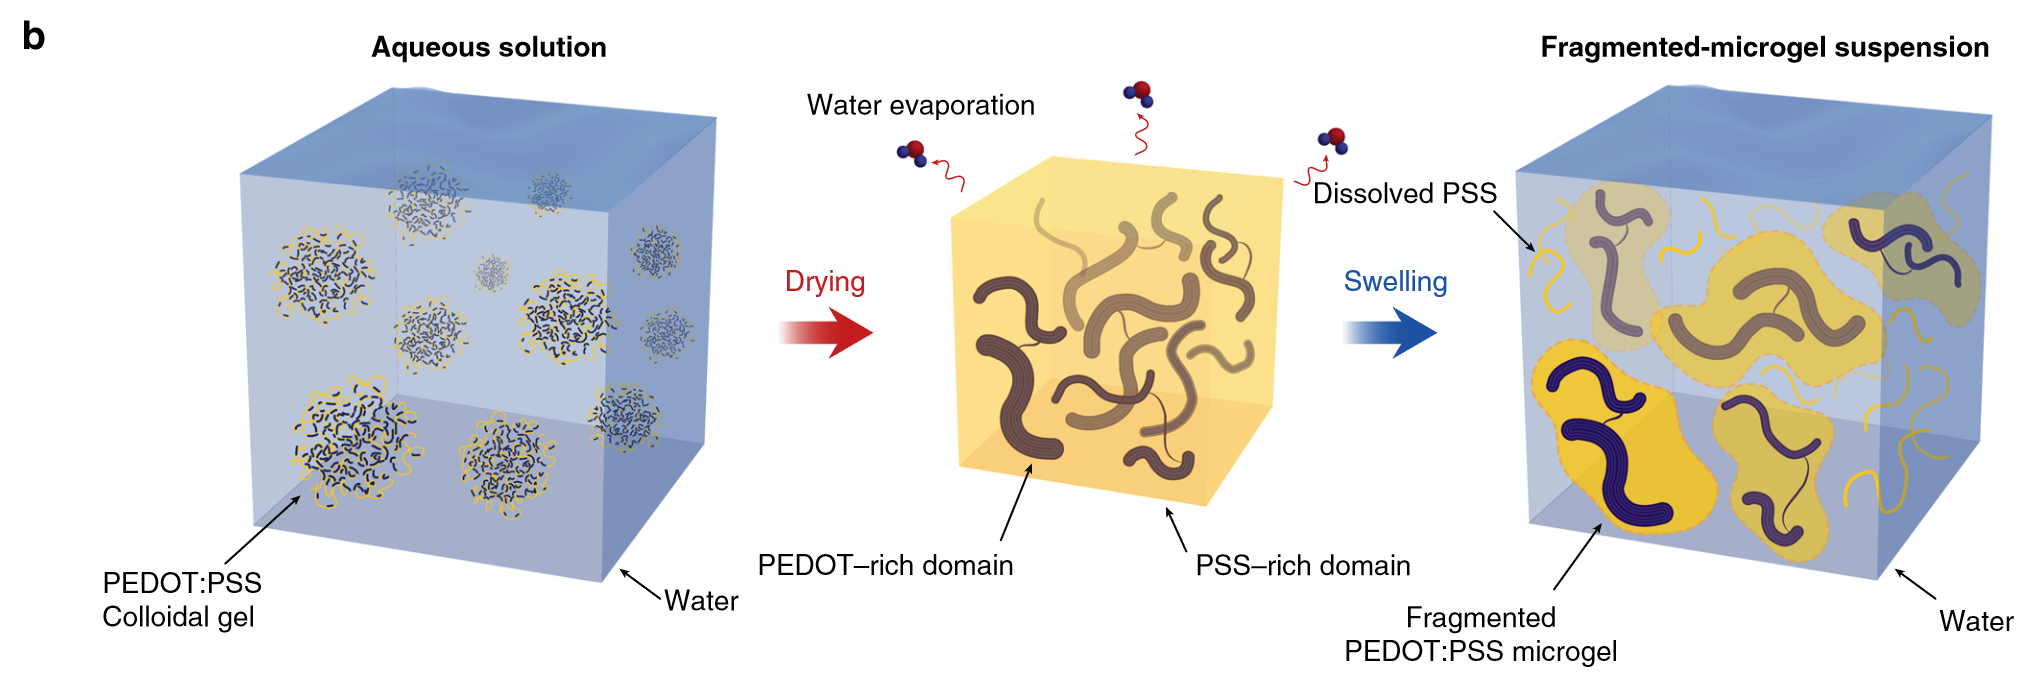 b
Aqueous solution
Fragmented-microgel suspension
Water evaporation
Dissolved PSS
Drying
Swelling
PEDOT–rich domain
PSS–rich domain
PEDOT:PSS
Colloidal gel
Water
Fragmented
PEDOT:PSS microgel
Water